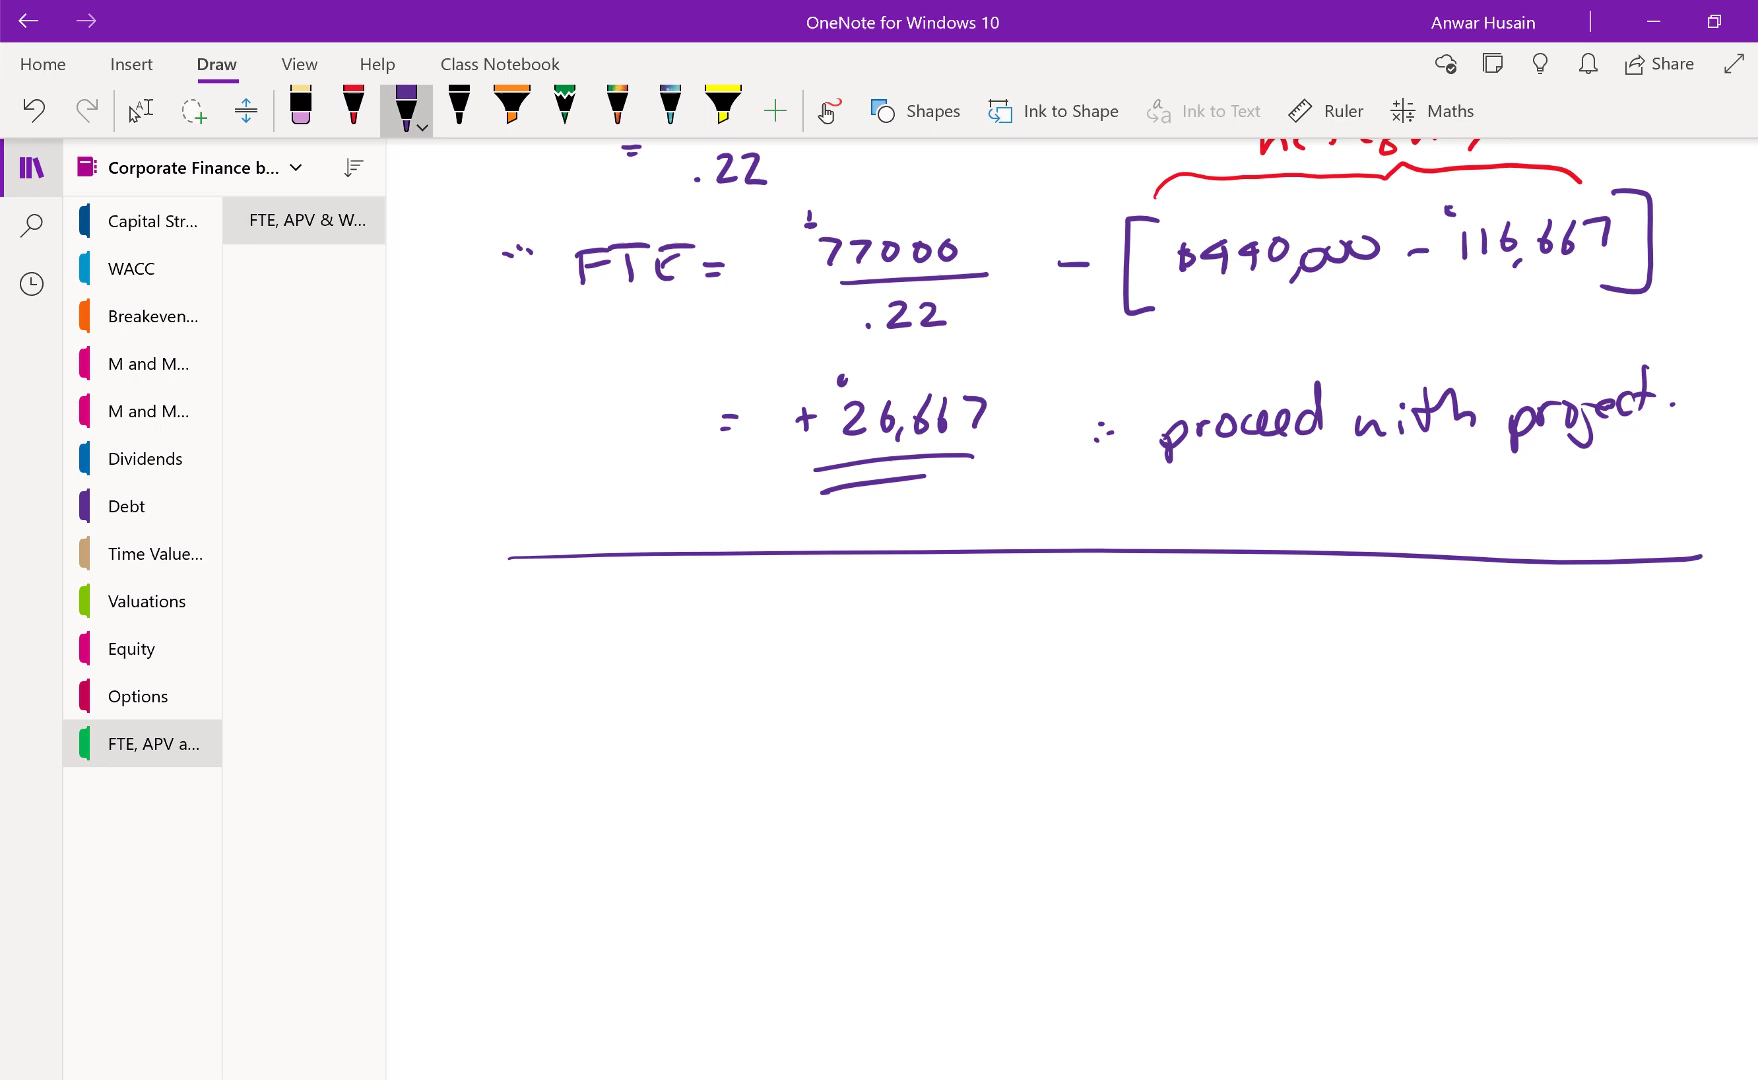 OneNote for Windows 10
Anwar Husain
Home Insert Draw View Help Class Notebook
Share
Shapes Ink to Shape Ink to Text Ruler Maths
Corporate Finance b...
Capital Str...
WACC
Breakeven...
M and M...
M and M...
Dividends
Debt
Time Value...
Valuations
Equity
Options
FTE, APV a...
FTE, APV & W...
= .22
∴ FTE = 77000 / .22 - [$440,000 - 116,667]
= + 26,667 ∴ proceed with project.